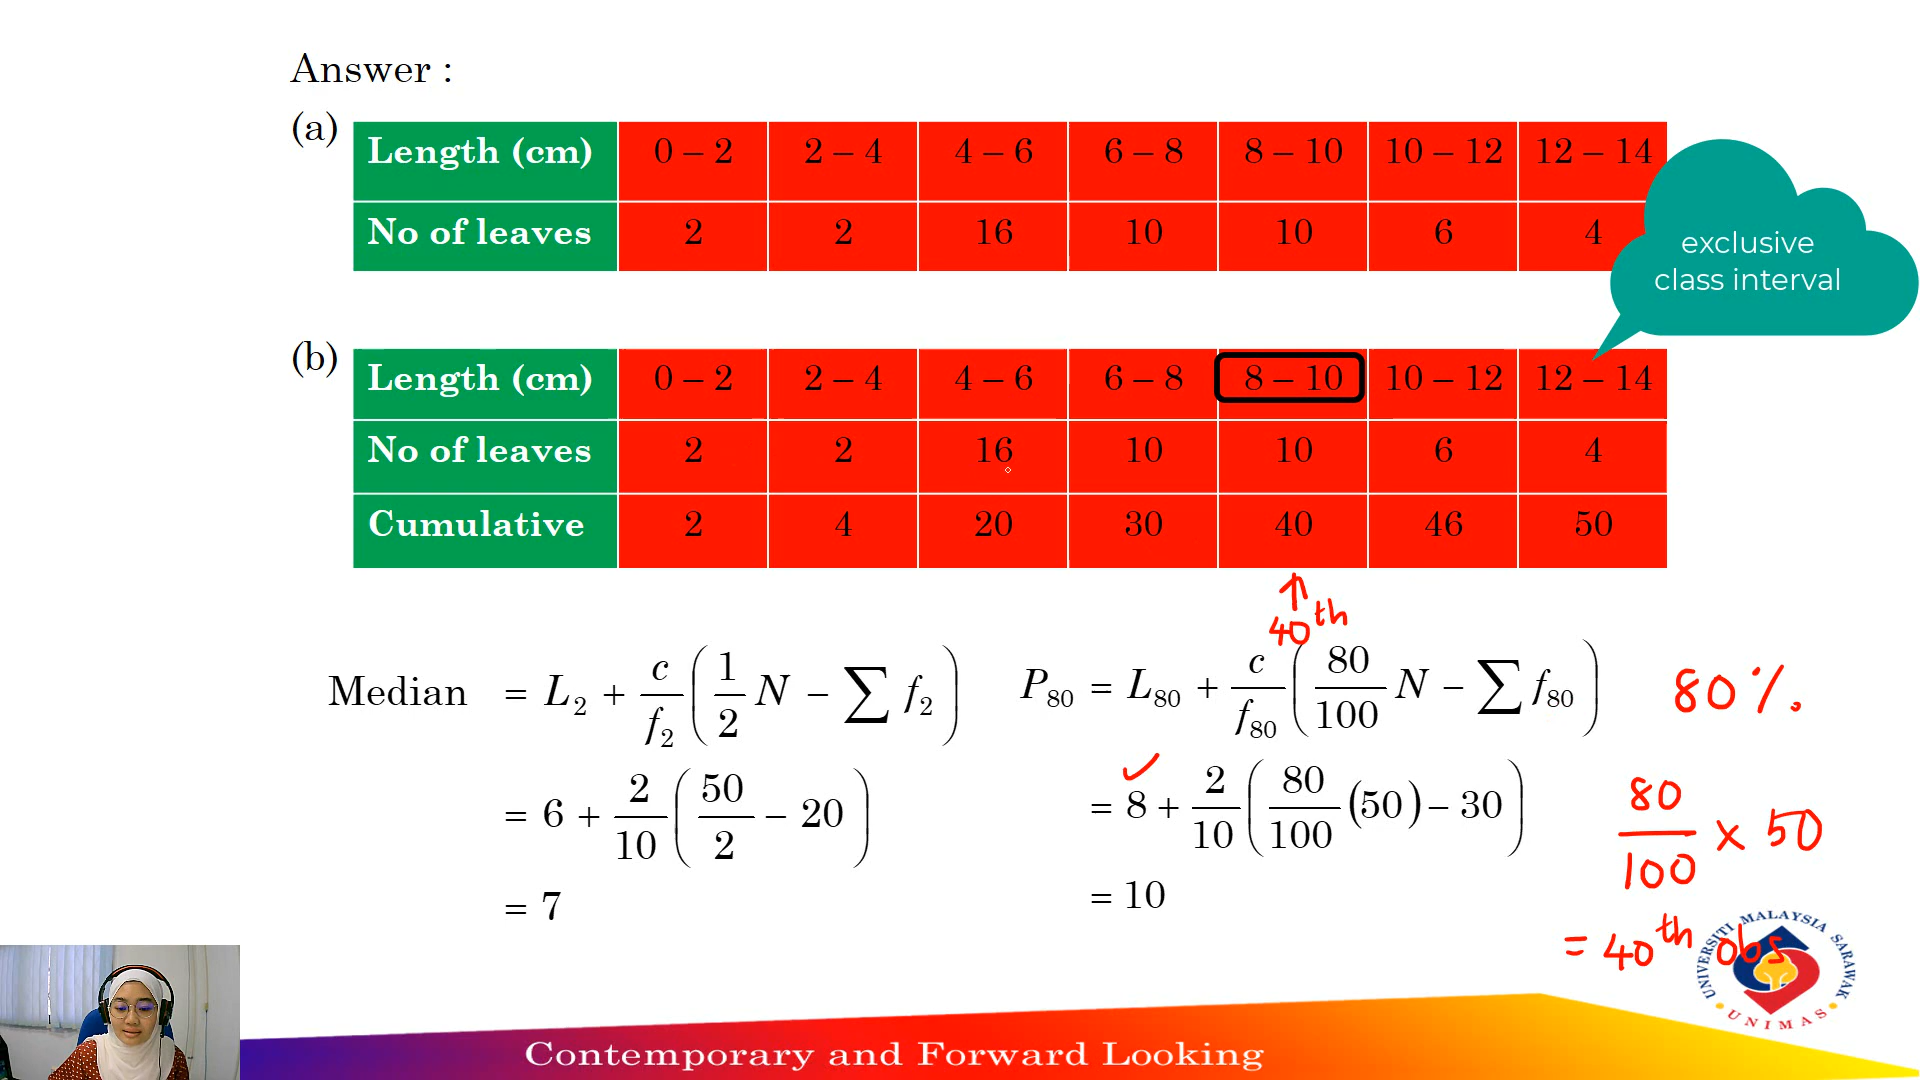 Answer :
(a)
Length (cm) 0 – 2 2 – 4 4 – 6 6 – 8 8 – 10 10 – 12 12 – 14
No of leaves 2 2 16 10 10 6 4
exclusive
class interval
(b)
Length (cm) 0 – 2 2 – 4 4 – 6 6 – 8 8 – 10 10 – 12 12 – 14
No of leaves 2 2 16 10 10 6 4
Cumulative 2 4 20 30 40 46 50
↑
40th
Median = L₂ + c/f₂ (1/2 N − ∑ f₂)
= 6 + 2/10 (50/2 − 20)
= 7
P₈₀ = L₈₀ + c/f₈₀ (80/100 N − ∑ f₈₀)
✓
= 8 + 2/10 (80/100 (50) − 30)
= 10
80%.
80/100 × 50
= 40th obs
UNIVERSITI MALAYSIA SARAWAK
UNIMAS
Contemporary and Forward Looking